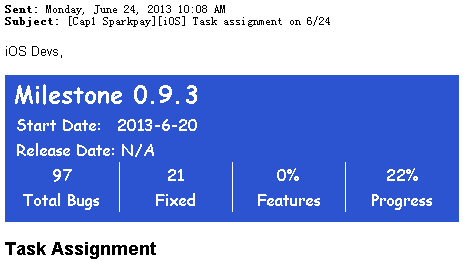 Sent: Monday, June 24, 2013 10:08 AM
Subject: [Cap1 Sparkpay][iOS] Task assignment on 6/24
iOS Devs,
Milestone 0.9.3
Start Date: 2013-6-20
Release Date: N/A
97 21 0% 22%
Total Bugs Fixed Features Progress
Task Assignment